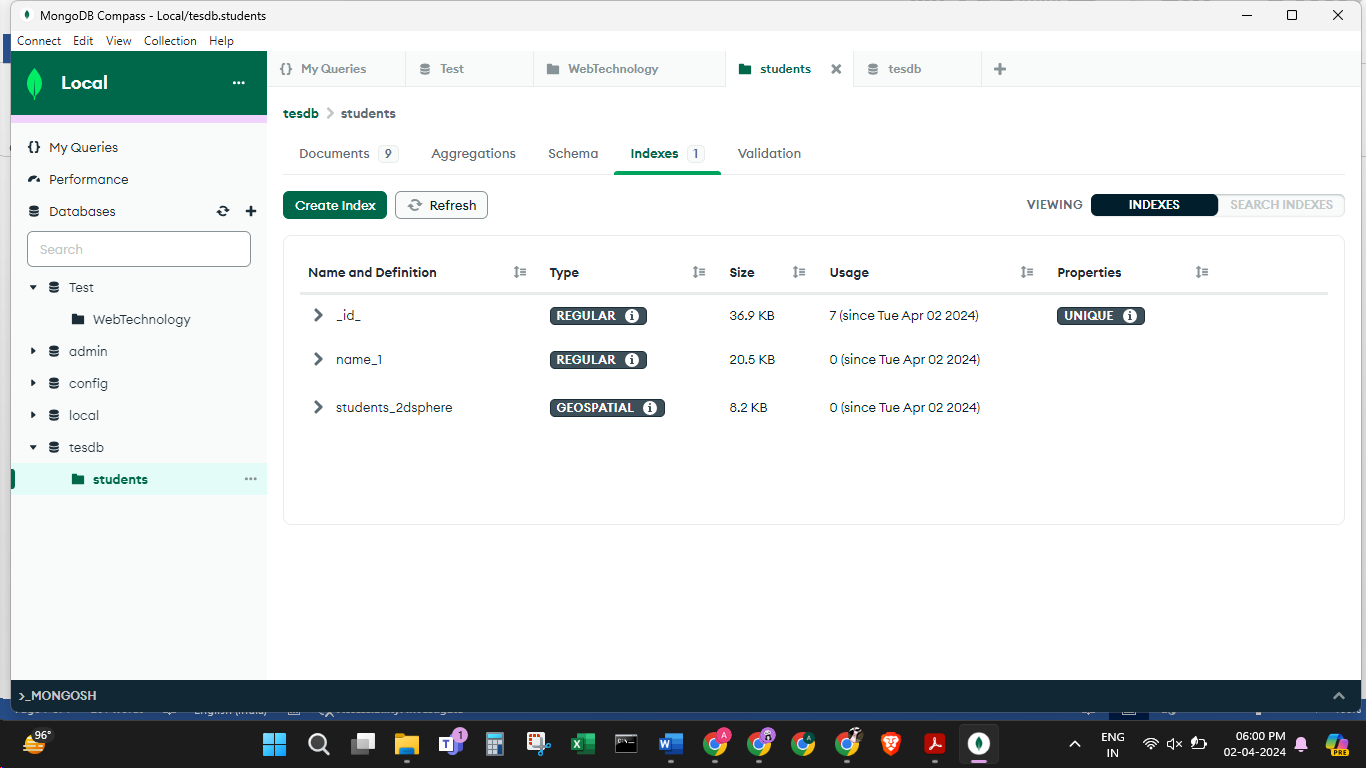 MongoDB Compass - Local/tesdb.students
Connect Edit View Collection Help
Local
My Queries
Performance
Databases
Search
Test
WebTechnology
admin
config
local
tesdb
students
{} My Queries Test WebTechnology students tesdb
tesdb > students
Documents 9 Aggregations Schema Indexes 1 Validation
Create Index Refresh VIEWING INDEXES SEARCH INDEXES
Name and Definition Type Size Usage Properties
_id_ REGULAR 36.9 KB 7 (since Tue Apr 02 2024) UNIQUE
name_1 REGULAR 20.5 KB 0 (since Tue Apr 02 2024)
students_2dsphere GEOSPATIAL 8.2 KB 0 (since Tue Apr 02 2024)
>_MONGOSH
96°
1
ENG
IN
06:00 PM
02-04-2024
PRE